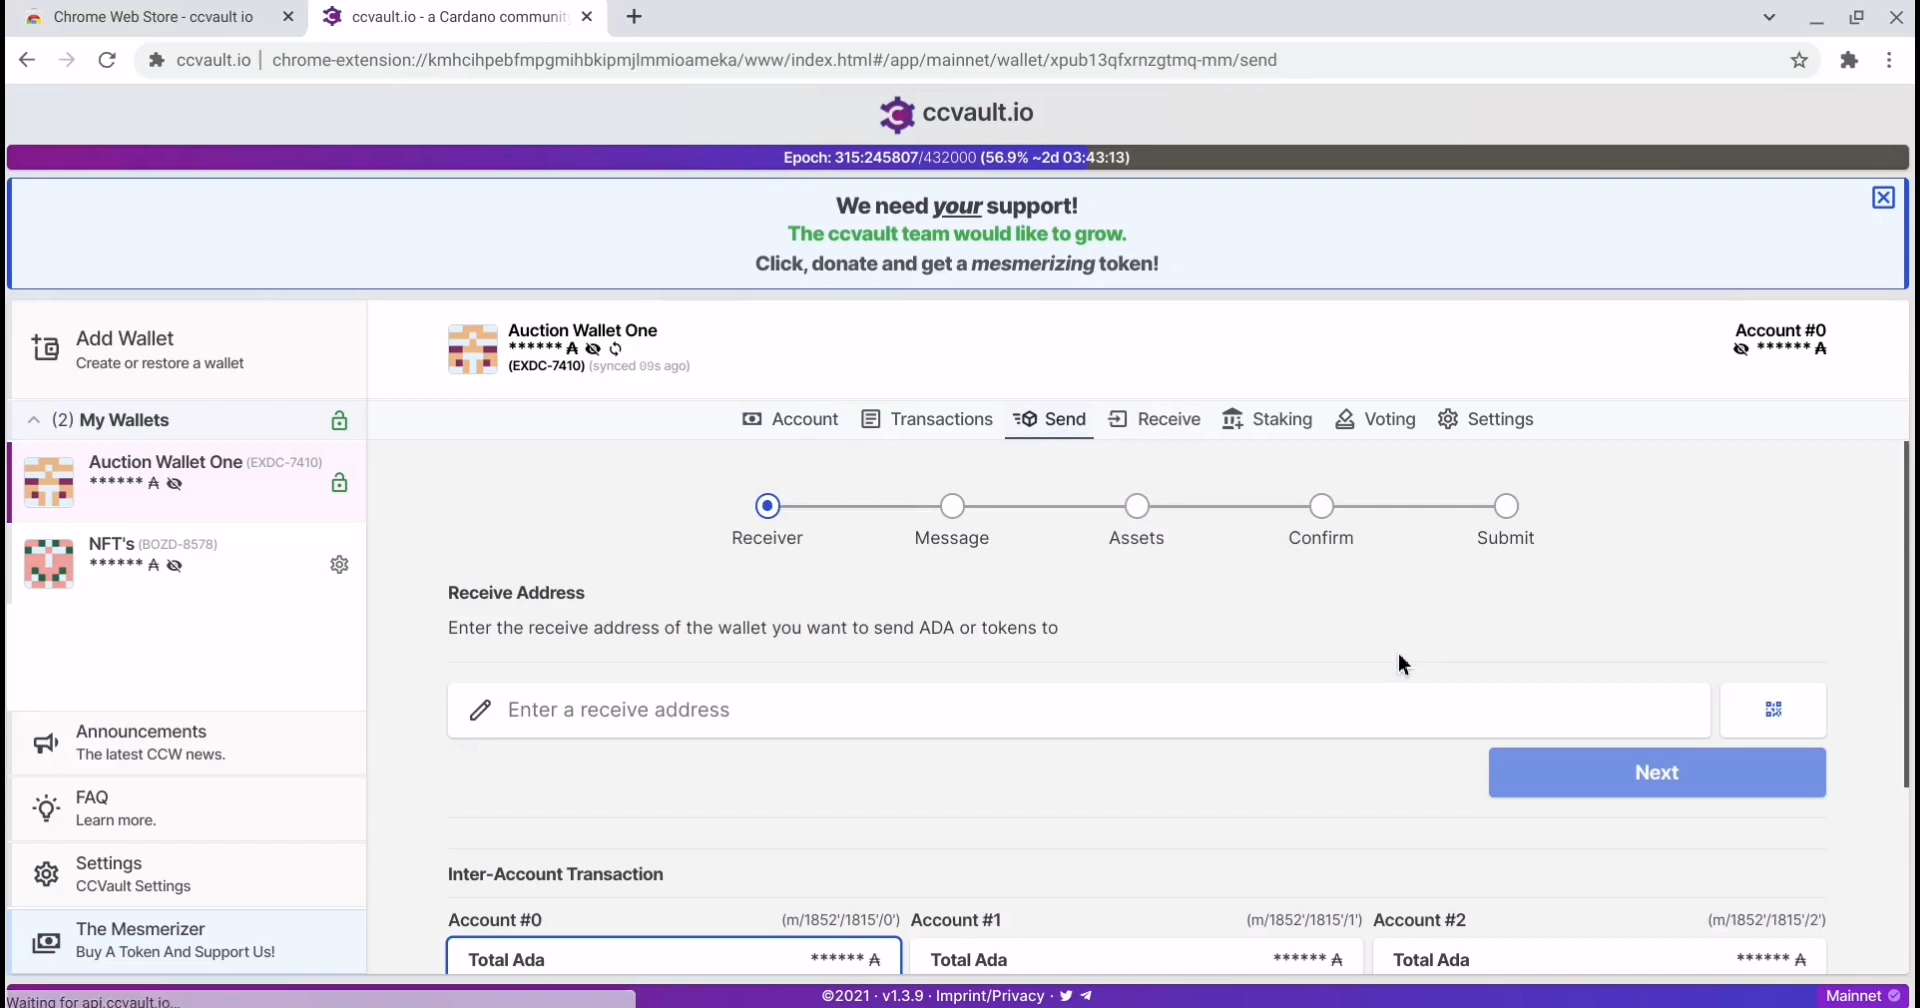 Chrome Web Store - ccvault io
ccvault.io - a Cardano communit
ccvault.io | chrome-extension://kmhcihpebfmpgmihbkipmjlmmioameka/www/index.html#/app/mainnet/wallet/xpub13qfxrnzgtmq-mm/send
ccvault.io
Epoch: 315:245807/432000 (56.9% ~2d 03:43:13)
We need your support!
The ccvault team would like to grow.
Click, donate and get a mesmerizing token!
Add Wallet
Create or restore a wallet
Auction Wallet One
****** ₳
(EXDC-7410) (synced 09s ago)
Account #0
****** ₳
(2) My Wallets
Account Transactions Send Receive Staking Voting Settings
Auction Wallet One (EXDC-7410)
****** ₳
NFT's (BOZD-8578)
****** ₳
Receiver Message Assets Confirm Submit
Receive Address
Enter the receive address of the wallet you want to send ADA or tokens to
Enter a receive address
Next
Announcements
The latest CCW news.
FAQ
Learn more.
Settings
CCVault Settings
The Mesmerizer
Buy A Token And Support Us!
Inter-Account Transaction
Account #0 (m/1852'/1815'/0') Account #1 (m/1852'/1815'/1') Account #2 (m/1852'/1815'/2')
Total Ada ****** ₳ Total Ada ****** ₳ Total Ada ****** ₳
Waiting for api.ccvault.io...
©2021 · v1.3.9 · Imprint/Privacy ·
Mainnet